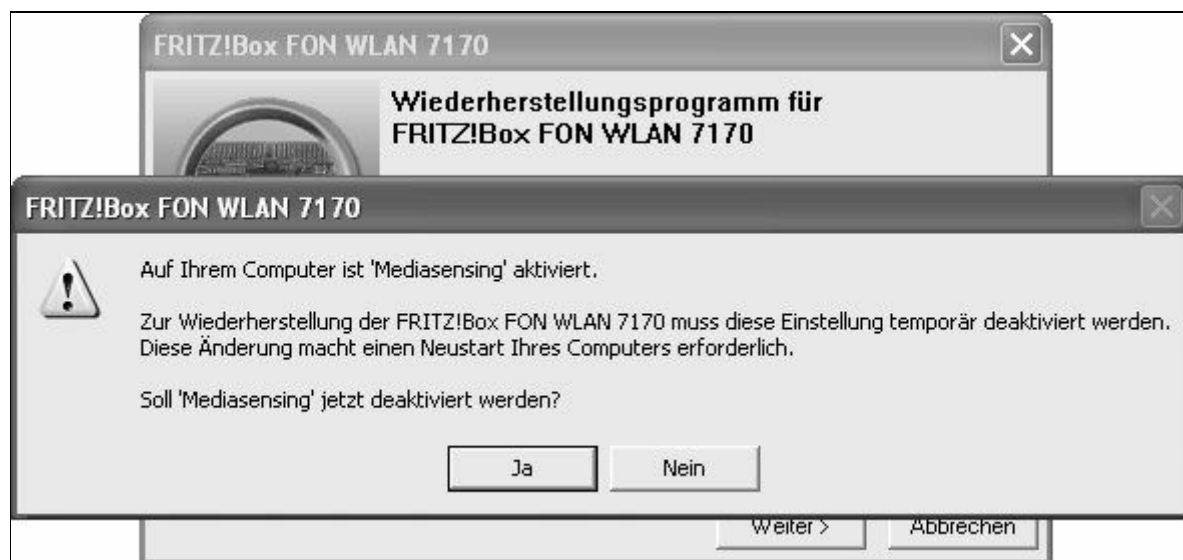 FRITZ!Box FON WLAN 7170
Wiederherstellungsprogramm für
FRITZ!Box FON WLAN 7170
FRITZ!Box FON WLAN 7170
Auf Ihrem Computer ist 'Mediasensing' aktiviert.
Zur Wiederherstellung der FRITZ!Box FON WLAN 7170 muss diese Einstellung temporär deaktiviert werden.
Diese Änderung macht einen Neustart Ihres Computers erforderlich.
Soll 'Mediasensing' jetzt deaktiviert werden?
Ja
Nein
Weiter >
Abbrechen